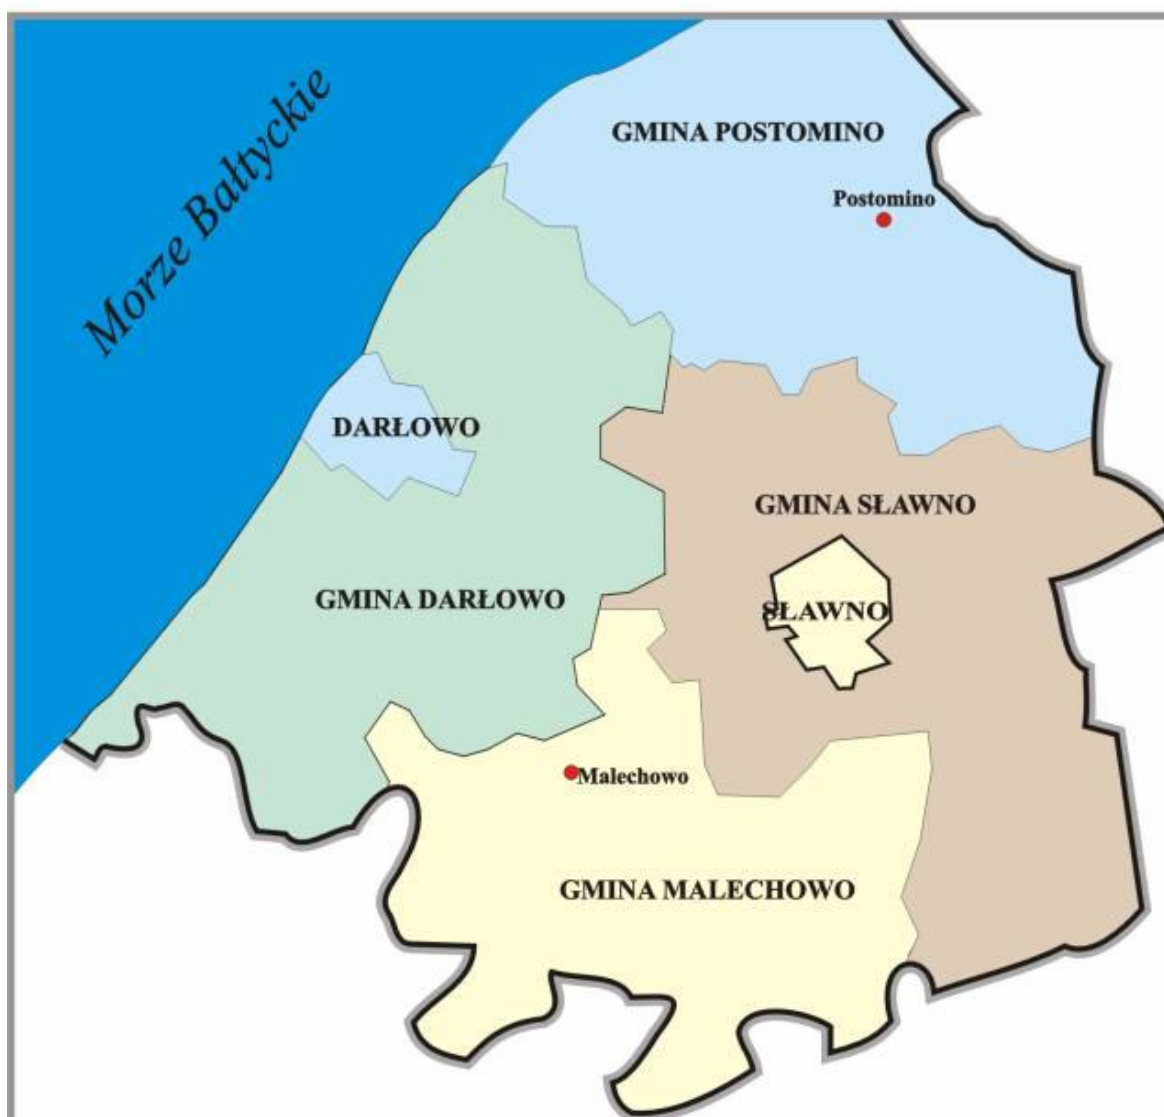 Morze Bałtyckie
GMINA POSTOMINO
Postomino
DARŁOWO
GMINA SŁAWNO
GMINA DARŁOWO
SŁAWNO
Malechowo
GMINA MALECHOWO